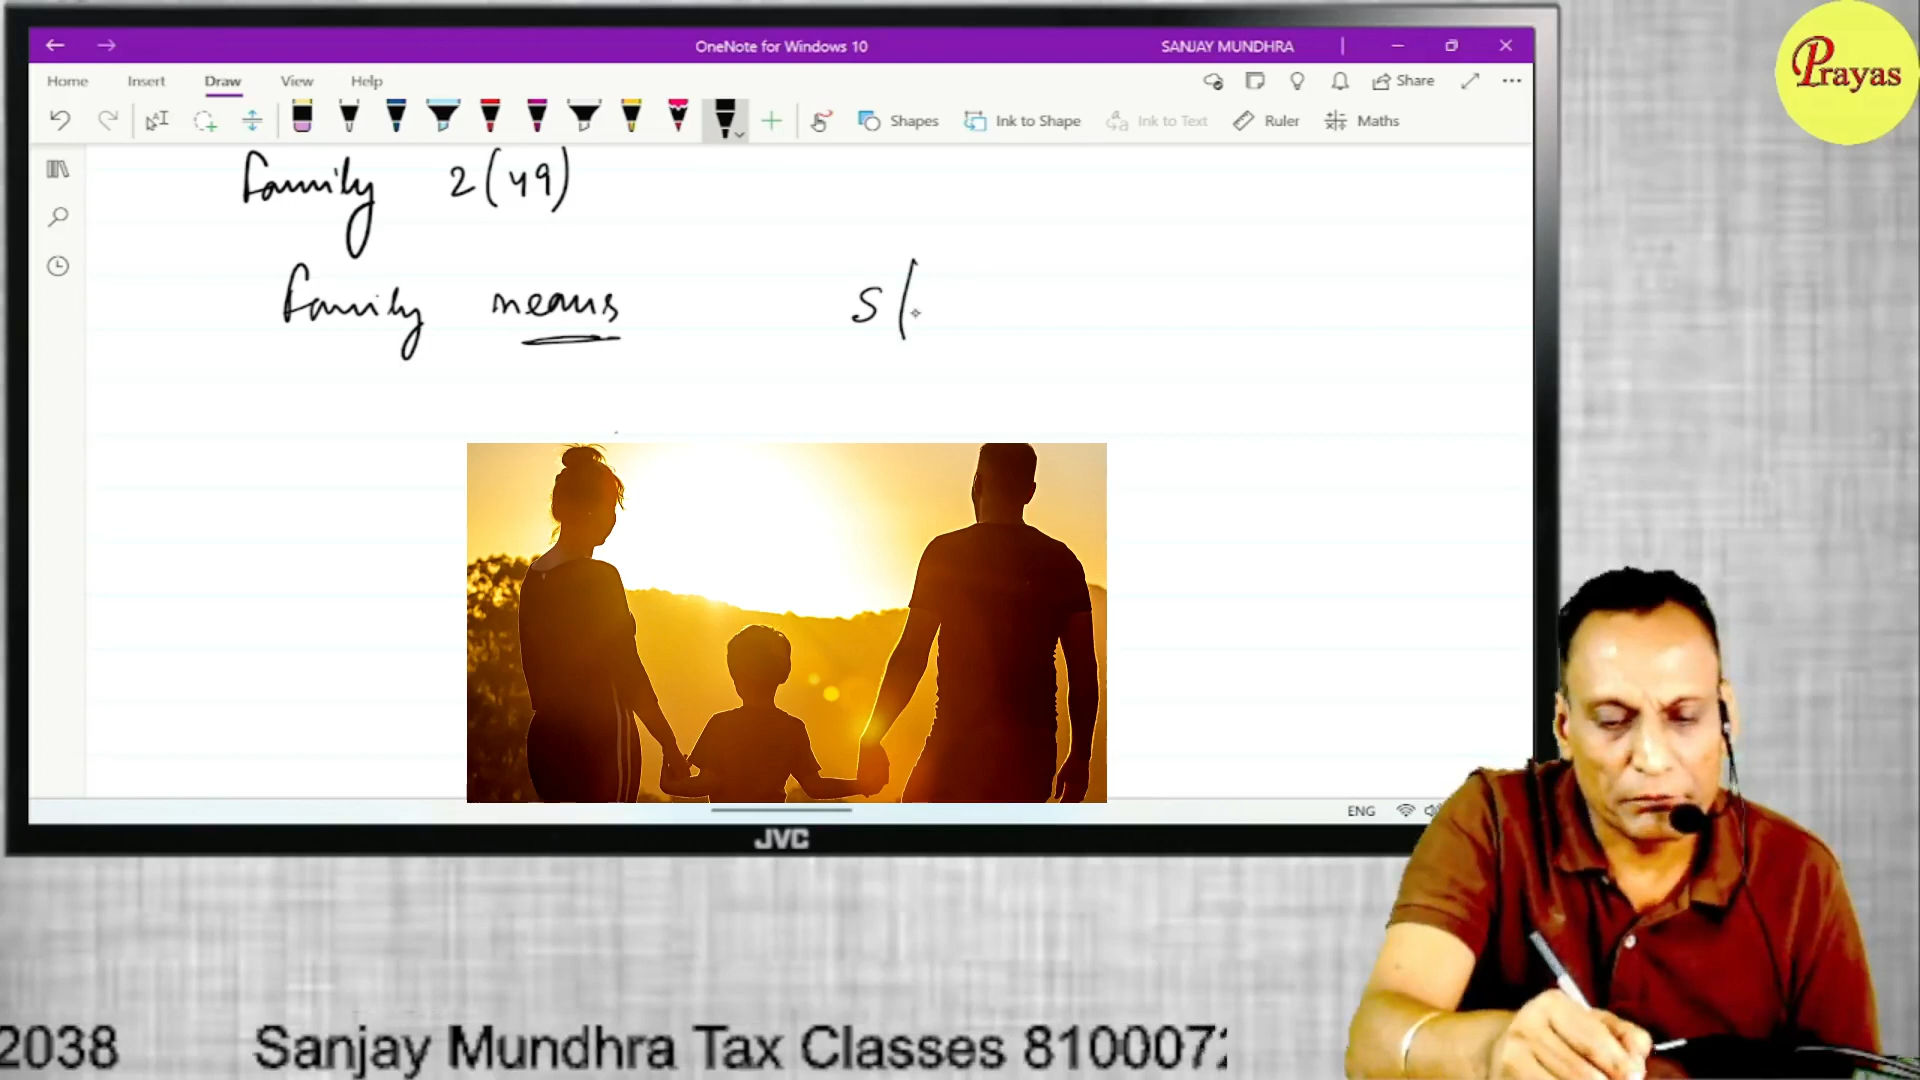 OneNote for Windows 10
SANJAY MUNDHRA
Prayas
Home Insert Draw View Help
Share
Shapes
Ink to Shape
Ink to Text
Ruler
Maths
family 2(49)
family means S(
ENG
JVC
2038 Sanjay Mundhra Tax Classes 810007